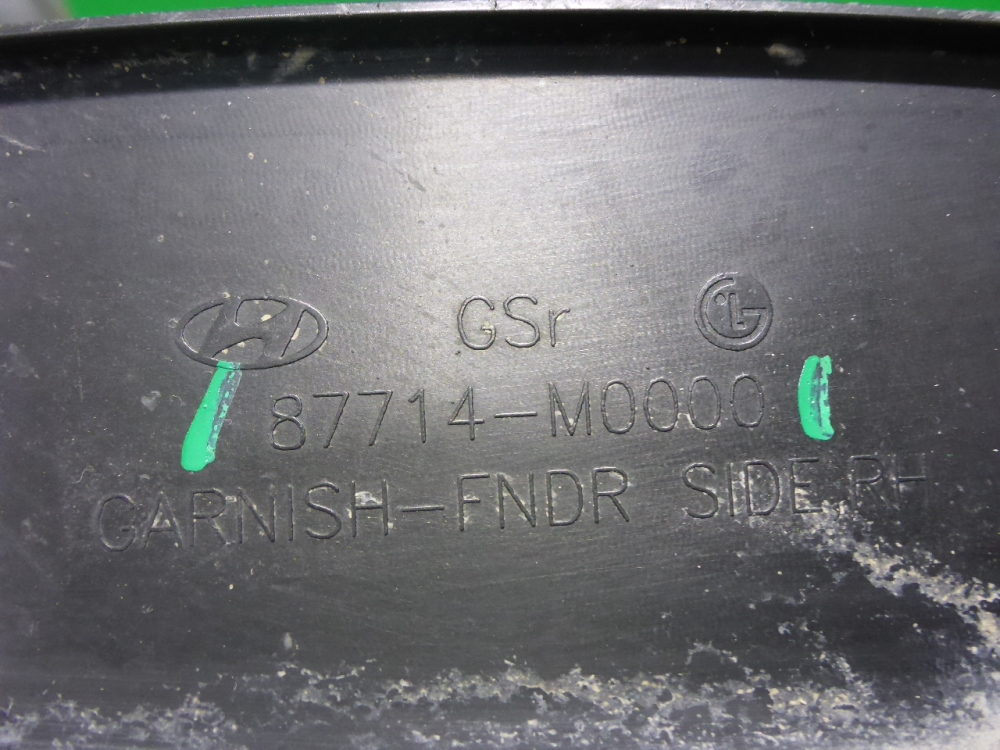 GSr
87714-M0000
GARNISH-FNDR SIDE,RH